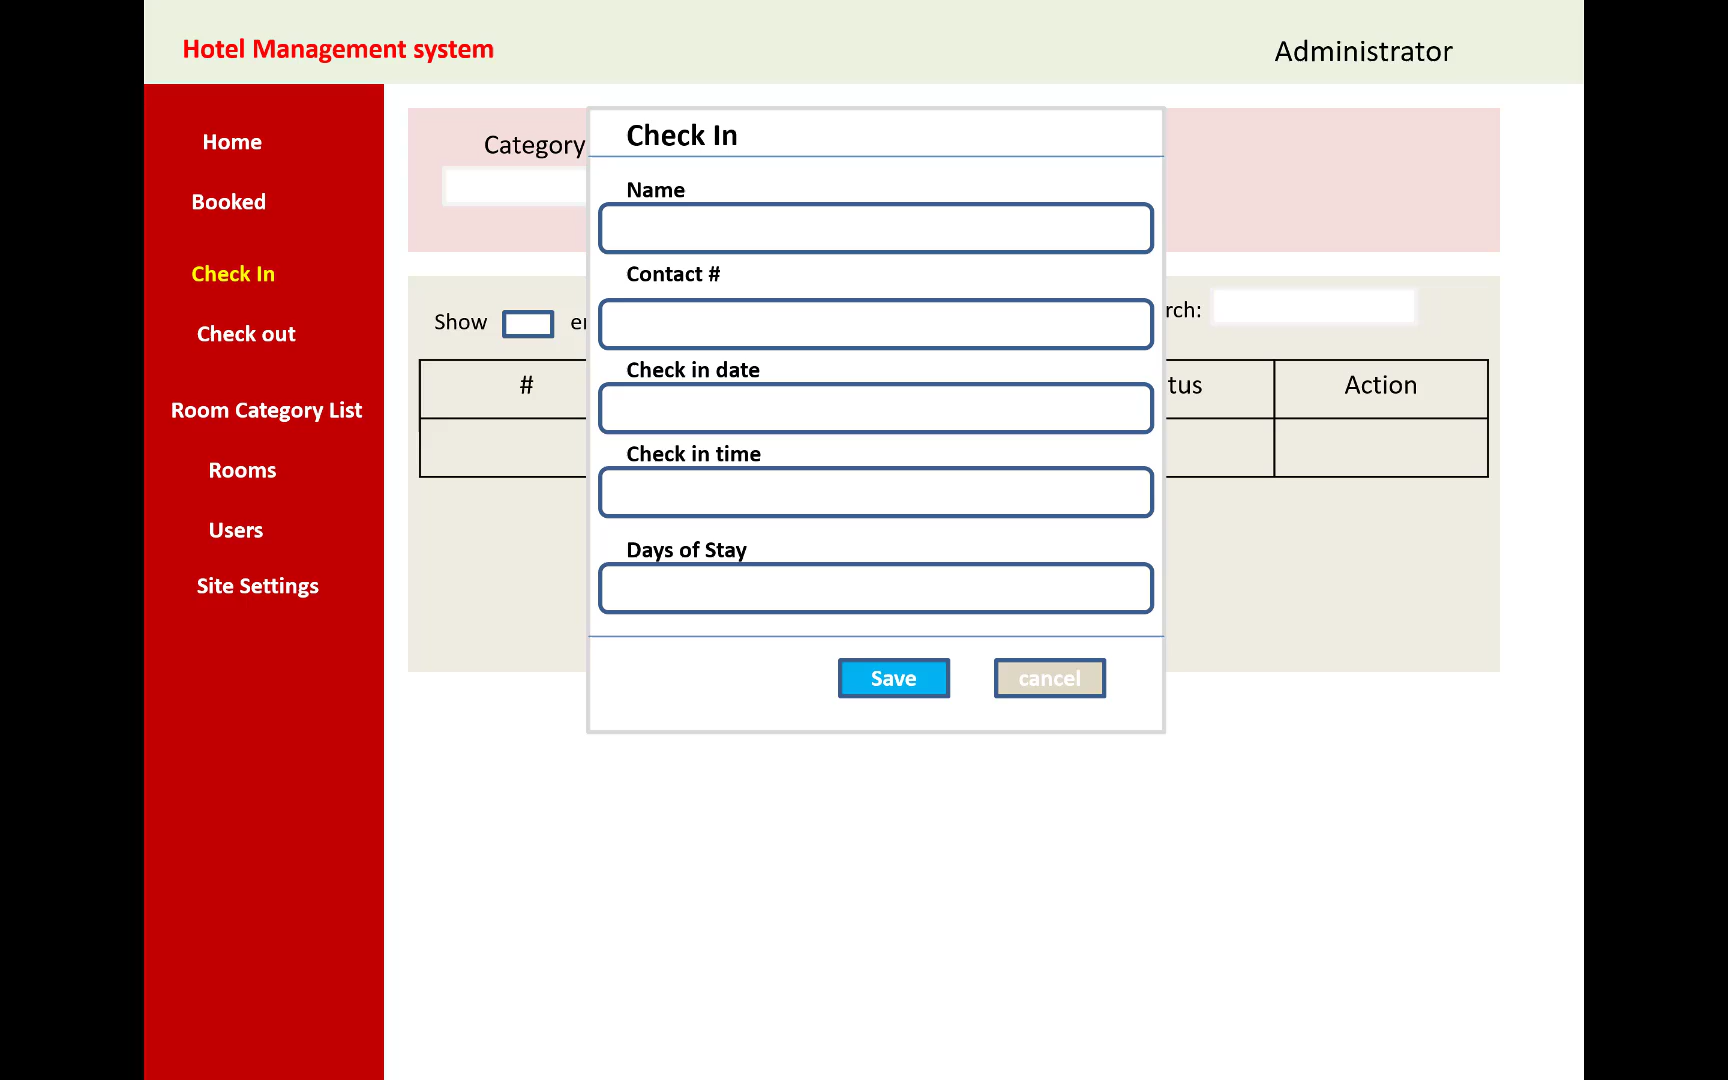 Hotel Management system
Administrator
Home
Booked
Check In
Check out
Room Category List
Rooms
Users
Site Settings
Category
Show
rch:
#
tus
Action
Check In
Name
Contact #
Check in date
Check in time
Days of Stay
Save
cancel